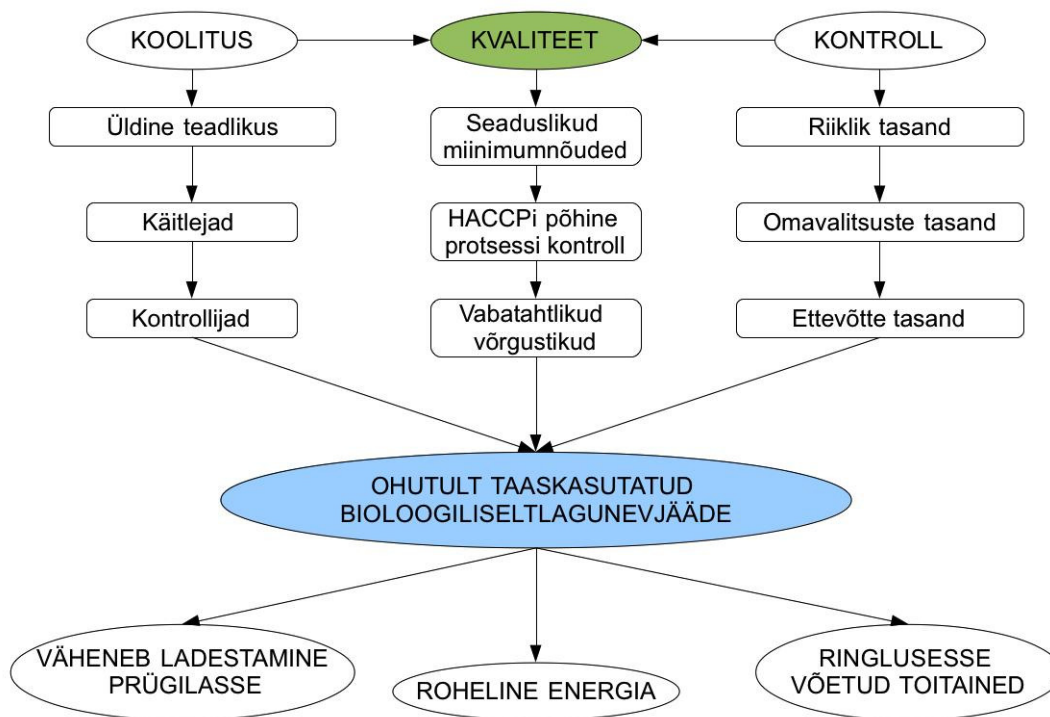 KOOLITUS
KVALITEET
KONTROLL
Üldine teadlikus
Seaduslikud
miinimumnõuded
Riiklik tasand
Käitlejad
HACCPi põhine
protsessi kontroll
Omavalitsuste tasand
Kontrollijad
Vabatahtlikud
võrgustikud
Ettevõtte tasand
OHUTULT TAASKASUTATUD
BIOLOOGILISELTLAGUNEVJÄÄDE
VÄHENEB LADESTAMINE
PRÜGILASSE
ROHELINE ENERGIA
RINGLUSESSE
VÕETUD TOITAINED